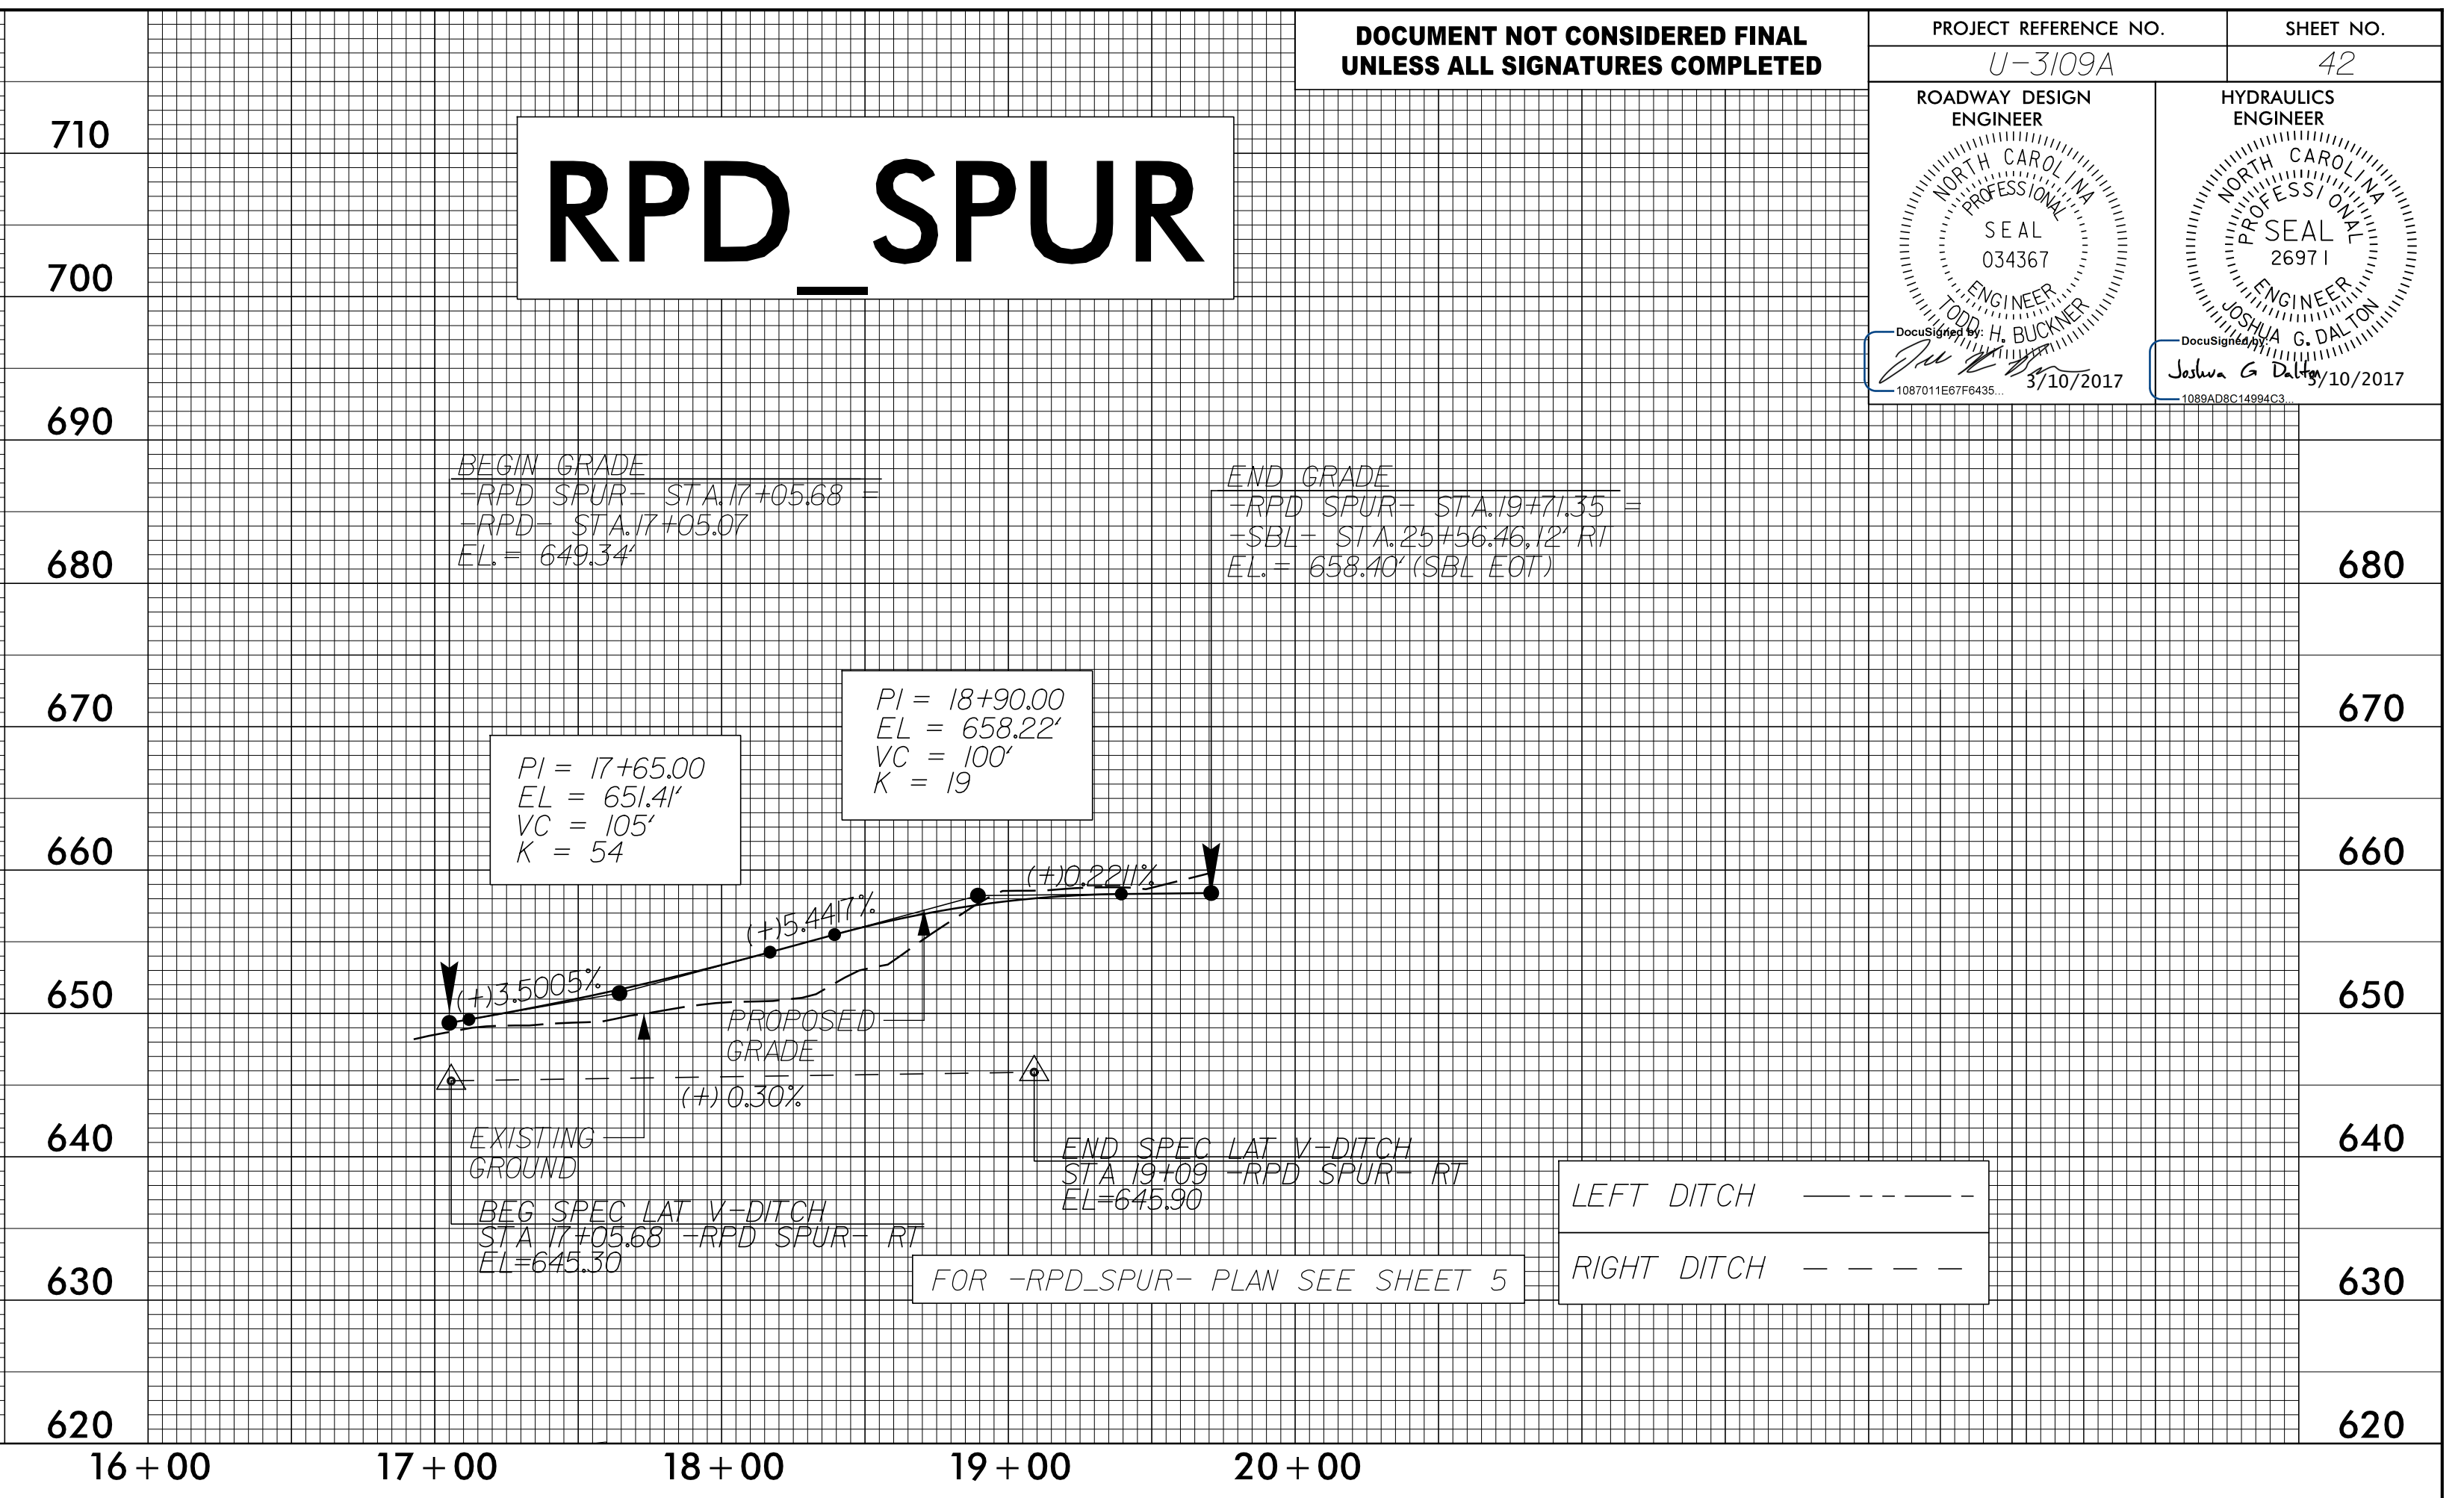 DOCUMENT NOT CONSIDERED FINAL
UNLESS ALL SIGNATURES COMPLETED
PROJECT REFERENCE NO.
SHEET NO.
U-3109A
42
ROADWAY DESIGN
ENGINEER
HYDRAULICS
ENGINEER
NORTH CAROLINA
PROFESSIONAL
SEAL
034367
ENGINEER
TODD H. BUCKNER
DocuSigned by:
3/10/2017
1087011E67F6435...
NORTH CAROLINA
PROFESSIONAL
SEAL
26971
ENGINEER
JOSHUA G. DALTON
DocuSigned by:
Joshua G Dalton
3/10/2017
1089AD8C14994C3...
RPD_SPUR
710
700
690
680
670
660
650
640
630
620
BEGIN GRADE
-RPD SPUR- STA.17+05.68 =
-RPD- STA.17+05.07
EL.= 649.34'
END GRADE
-RPD SPUR- STA.19+71.35 =
-SBL- STA.25+56.46,12' RT
EL.= 658.40' (SBL EOT)
PI = 17+65.00
EL = 651.41'
VC = 105'
K = 54
PI = 18+90.00
EL = 658.22'
VC = 100'
K = 19
(+)3.5005%
(+)5.4417%
(+)0.2211%
PROPOSED
GRADE
(+)0.30%
EXISTING
GROUND
BEG SPEC LAT V-DITCH
STA 17+05.68 -RPD SPUR- RT
EL=645.30
END SPEC LAT V-DITCH
STA 19+09 -RPD SPUR- RT
EL=645.90
FOR -RPD_SPUR- PLAN SEE SHEET 5
LEFT DITCH
RIGHT DITCH
680
670
660
650
640
630
620
16+00
17+00
18+00
19+00
20+00